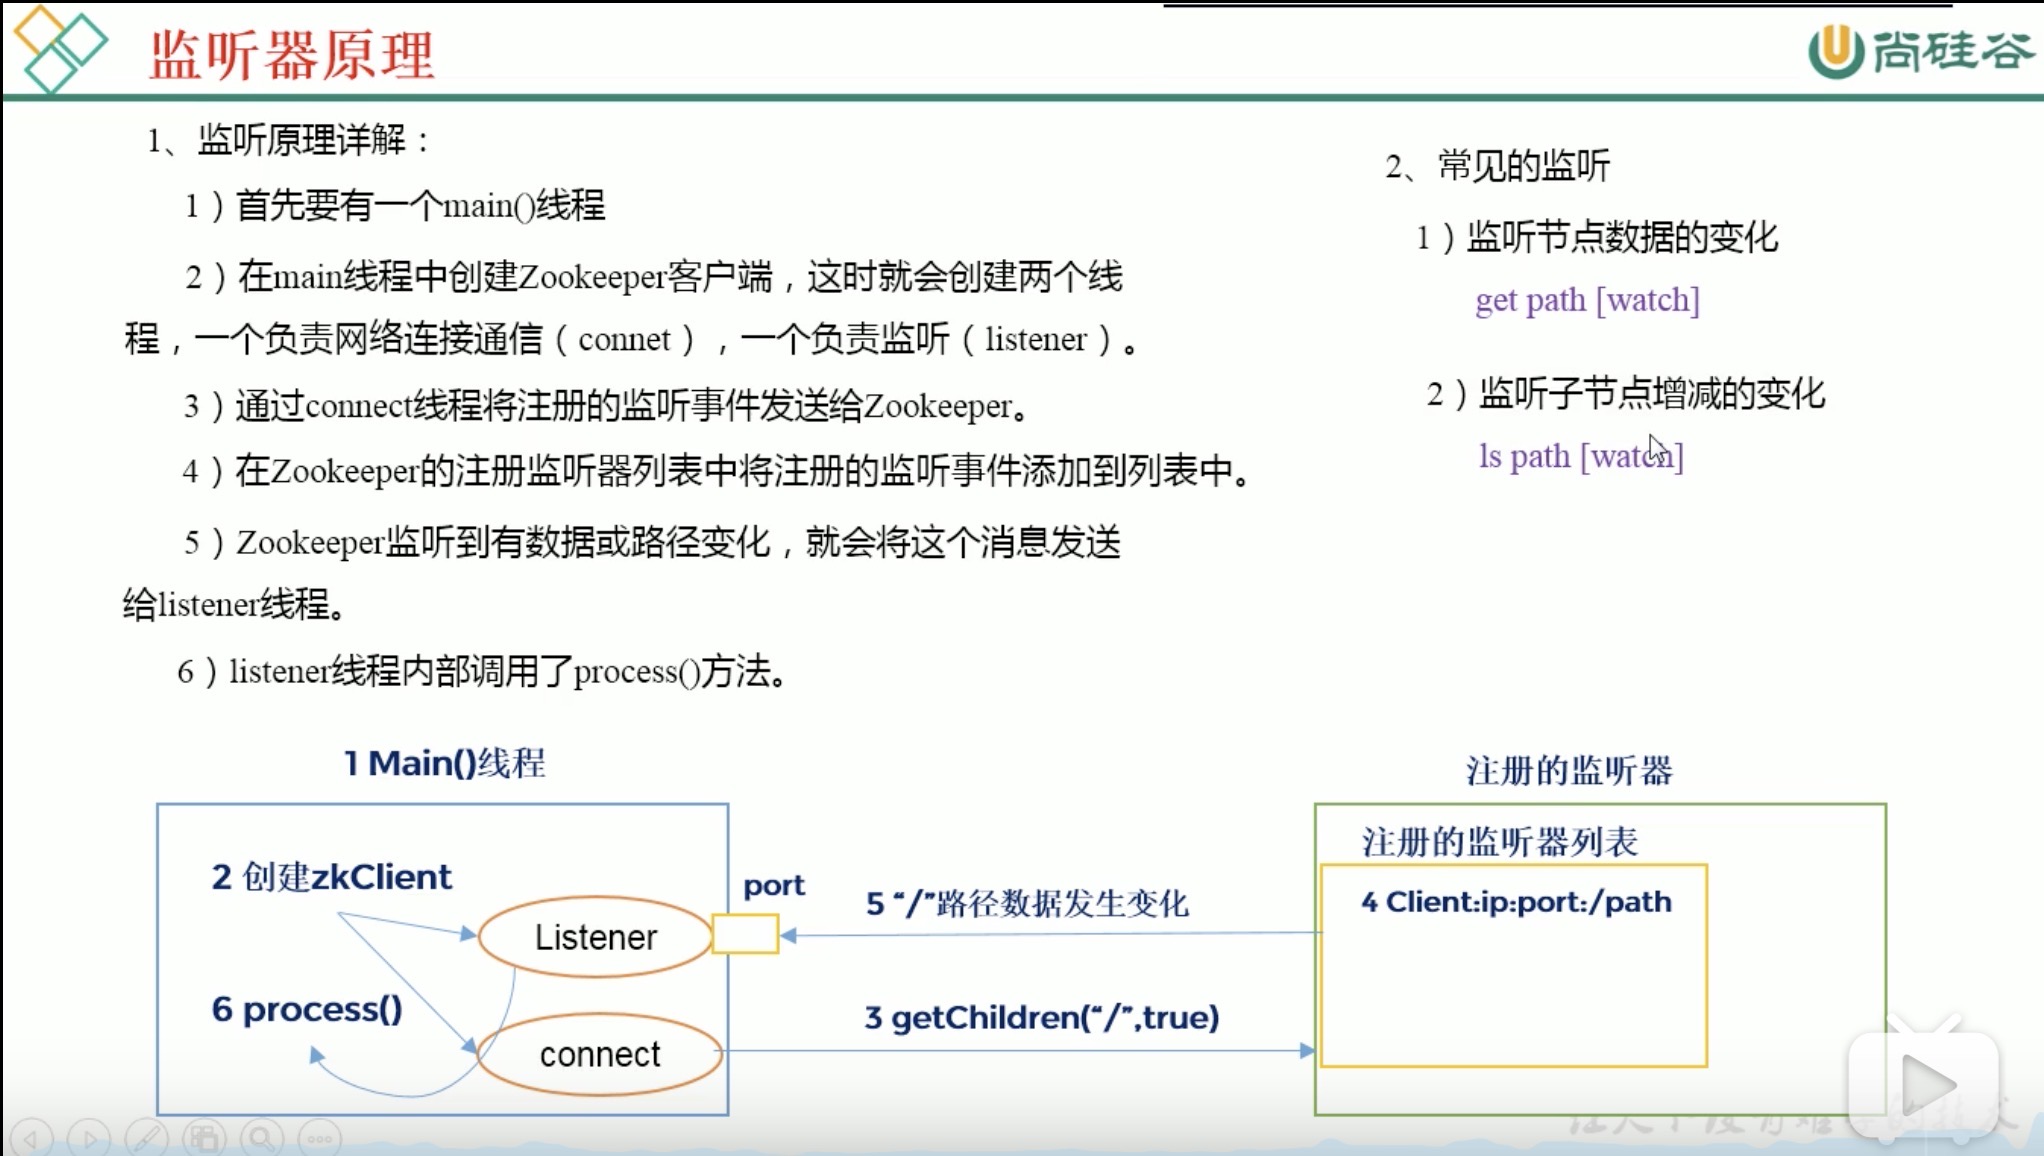 监听器原理
尚硅谷
1、监听原理详解：
1）首先要有一个main()线程
2）在main线程中创建Zookeeper客户端，这时就会创建两个线
程，一个负责网络连接通信（connet），一个负责监听（listener）。
3）通过connect线程将注册的监听事件发送给Zookeeper。
4）在Zookeeper的注册监听器列表中将注册的监听事件添加到列表中。
5）Zookeeper监听到有数据或路径变化，就会将这个消息发送
给listener线程。
6）listener线程内部调用了process()方法。
2、常见的监听
1）监听节点数据的变化
get path [watch]
2）监听子节点增减的变化
ls path [watch]
1 Main()线程
2 创建zkClient
Listener
port
6 process()
connect
5 “/”路径数据发生变化
3 getChildren(“/”,true)
注册的监听器
注册的监听器列表
4 Client:ip:port:/path